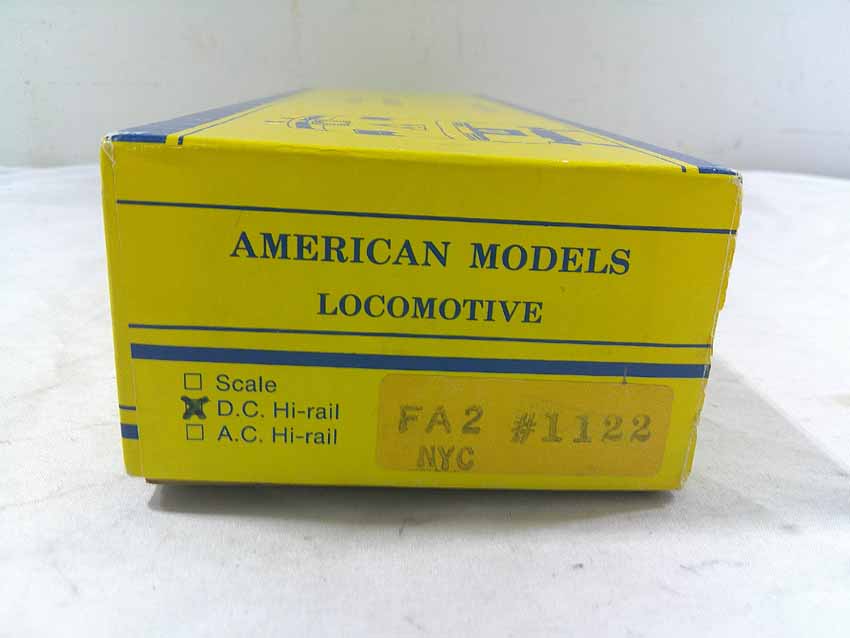 AMERICAN MODELS
LOCOMOTIVE
☐ Scale
☒ D.C. Hi-rail
☐ A.C. Hi-rail
FA2 #1122
NYC